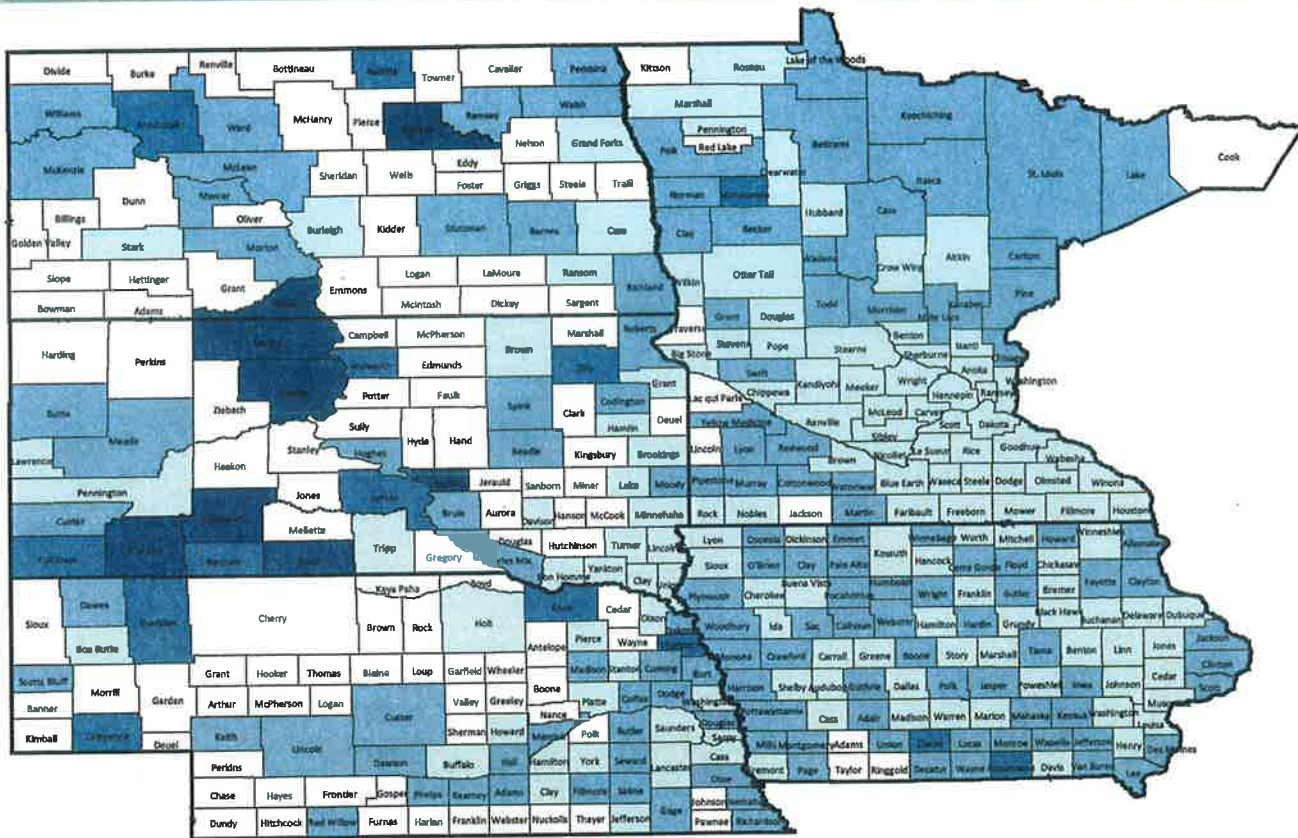 Divide
Burke
Renville
Bottineau
Towner
Cavalier
Pembina
Kittson
Roseau
Lake of the Woods
Williams
Mountrail
Ward
McHenry
Pierce
Ramsey
Walsh
Marshall
Pennington
Red Lake
Koochiching
McKenzie
McLean
Sheridan
Wells
Eddy
Foster
Nelson
Grand Forks
Griggs
Steele
Traill
Polk
Clearwater
Beltrami
Itasca
St. Louis
Lake
Cook
Dunn
Mercer
Oliver
Billings
Golden Valley
Stark
Morton
Burleigh
Kidder
Stutsman
Barnes
Cass
Norman
Clay
Becker
Hubbard
Cass
Wadena
Crow Wing
Aitkin
Carlton
Slope
Hettinger
Grant
Emmons
Logan
LaMoure
Ransom
Richland
Wilkin
Otter Tail
Bowman
Adams
McIntosh
Dickey
Sargent
Grant
Douglas
Todd
Morrison
Mille Lacs
Kanabec
Pine
Harding
Perkins
Campbell
McPherson
Brown
Marshall
Roberts
Traverse
Big Stone
Stevens
Pope
Stearns
Benton
Sherburne
Isanti
Anoka
Washington
Edmunds
Day
Grant
Swift
Chippewa
Kandiyohi
Meeker
Wright
Hennepin
Ramsey
Butte
Meade
Ziebach
Potter
Faulk
Spink
Clark
Codington
Hamlin
Deuel
Lac qui Parle
Yellow Medicine
Renville
McLeod
Carver
Scott
Dakota
Sibley
Lawrence
Haakon
Stanley
Sully
Hughes
Hyde
Hand
Beadle
Kingsbury
Brookings
Lincoln
Lyon
Redwood
Brown
Nicollet
Le Sueur
Rice
Goodhue
Wabasha
Pennington
Jones
Lyman
Jerauld
Sanborn
Miner
Lake
Moody
Pipestone
Murray
Cottonwood
Watonwan
Blue Earth
Waseca
Steele
Dodge
Olmsted
Winona
Custer
Mellette
Brule
Aurora
Davison
Hanson
McCook
Minnehaha
Rock
Nobles
Jackson
Martin
Faribault
Freeborn
Mower
Fillmore
Houston
Fall River
Bennett
Tripp
Gregory
Charles Mix
Douglas
Hutchinson
Turner
Lincoln
Bon Homme
Yankton
Clay
Union
Lyon
Osceola
Dickinson
Emmet
Kossuth
Winnebago
Worth
Mitchell
Howard
Winneshiek
Allamakee
Sioux
O'Brien
Clay
Palo Alto
Hancock
Cerro Gordo
Floyd
Chickasaw
Sioux
Dawes
Sheridan
Cherry
Keya Paha
Boyd
Brown
Rock
Holt
Knox
Cedar
Dixon
Plymouth
Cherokee
Buena Vista
Pocahontas
Humboldt
Wright
Franklin
Butler
Bremer
Fayette
Clayton
Box Butte
Antelope
Pierce
Wayne
Woodbury
Ida
Sac
Calhoun
Webster
Hamilton
Hardin
Grundy
Black Hawk
Buchanan
Delaware
Dubuque
Scotts Bluff
Morrill
Garden
Grant
Hooker
Thomas
Blaine
Loup
Garfield
Wheeler
Boone
Madison
Stanton
Cuming
Burt
Monona
Crawford
Carroll
Greene
Boone
Story
Marshall
Tama
Benton
Linn
Jones
Jackson
Clinton
Banner
Arthur
McPherson
Logan
Valley
Greeley
Nance
Platte
Colfax
Dodge
Washington
Harrison
Shelby
Audubon
Guthrie
Dallas
Polk
Jasper
Poweshiek
Iowa
Johnson
Cedar
Scott
Kimball
Cheyenne
Deuel
Keith
Lincoln
Custer
Sherman
Howard
Merrick
Polk
Butler
Saunders
Douglas
Sarpy
Pottawattamie
Cass
Adair
Madison
Warren
Marion
Mahaska
Keokuk
Washington
Louisa
Perkins
Dawson
Buffalo
Hall
Hamilton
York
Seward
Lancaster
Cass
Otoe
Mills
Montgomery
Adams
Union
Lucas
Monroe
Wapello
Jefferson
Henry
Des Moines
Chase
Hayes
Frontier
Gosper
Phelps
Kearney
Adams
Clay
Fillmore
Saline
Gage
Johnson
Nemaha
Fremont
Page
Taylor
Ringgold
Decatur
Wayne
Davis
Van Buren
Lee
Dundy
Hitchcock
Red Willow
Furnas
Harlan
Franklin
Webster
Nuckolls
Thayer
Jefferson
Pawnee
Richardson